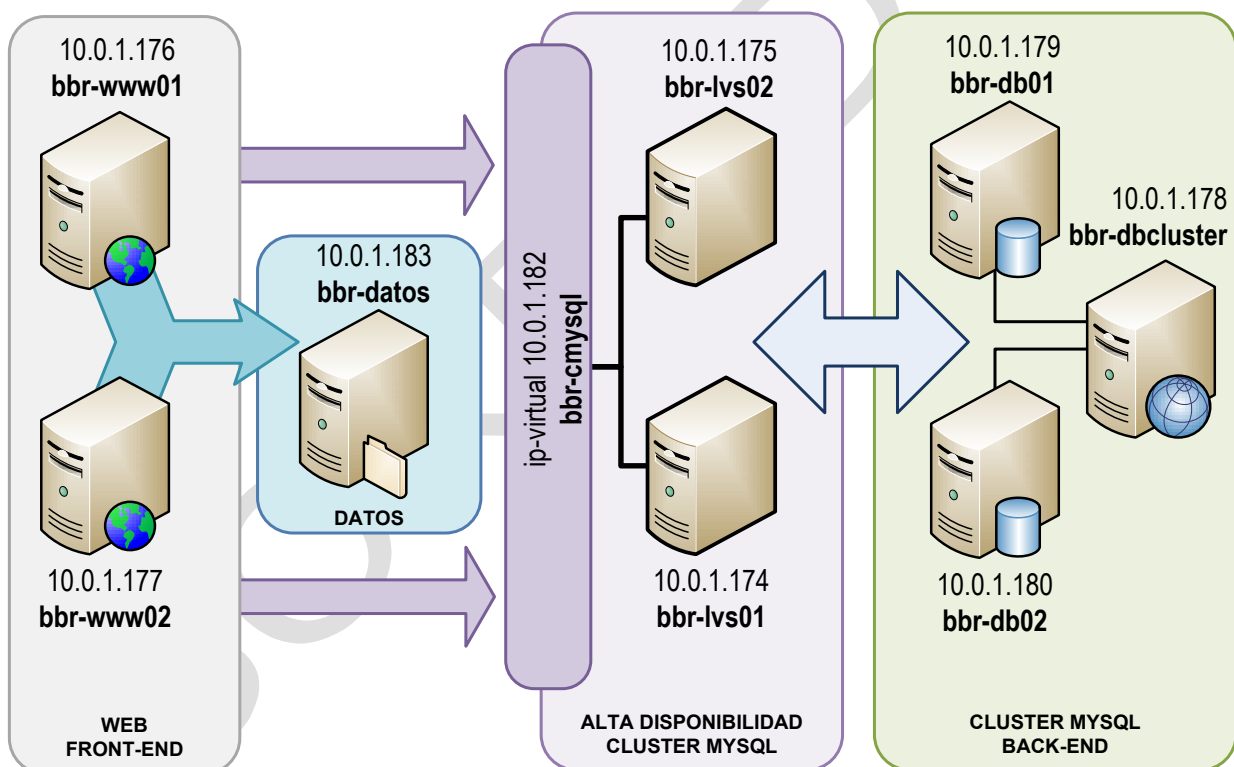 10.0.1.176
bbr-www01
10.0.1.177
bbr-www02
WEB
FRONT-END
10.0.1.183
bbr-datos
DATOS
ip-virtual 10.0.1.182
bbr-cmysql
10.0.1.175
bbr-lvs02
10.0.1.174
bbr-lvs01
ALTA DISPONIBILIDAD
CLUSTER MYSQL
10.0.1.179
bbr-db01
10.0.1.178
bbr-dbcluster
10.0.1.180
bbr-db02
CLUSTER MYSQL
BACK-END